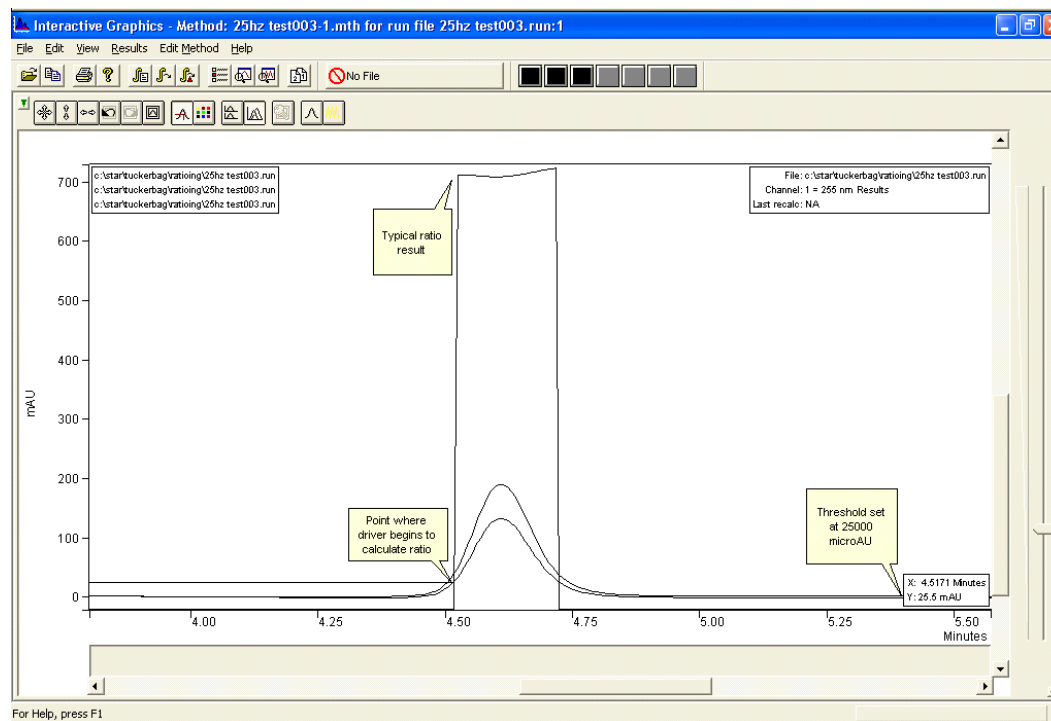 Interactive Graphics - Method: 25hz test003-1.mth for run file 25hz test003.run:1
File Edit View Results Edit Method Help
No File
c:\star\tuckerbag\ratioing\25hz test003.run
c:\star\tuckerbag\ratioing\25hz test003.run
c:\star\tuckerbag\ratioing\25hz test003.run
File: c:\star\tuckerbag\ratioing\25hz test003.run
Channel: 1 = 255 nm Results
Last recalc: NA
700
600
500
400
300
200
100
0
mAU
Typical ratio
result
Point where
driver begins to
calculate ratio
Threshold set
at 25000
microAU
X: 4.5171 Minutes
Y: 25.5 mAU
4.00 4.25 4.50 4.75 5.00 5.25 5.50
Minutes
For Help, press F1